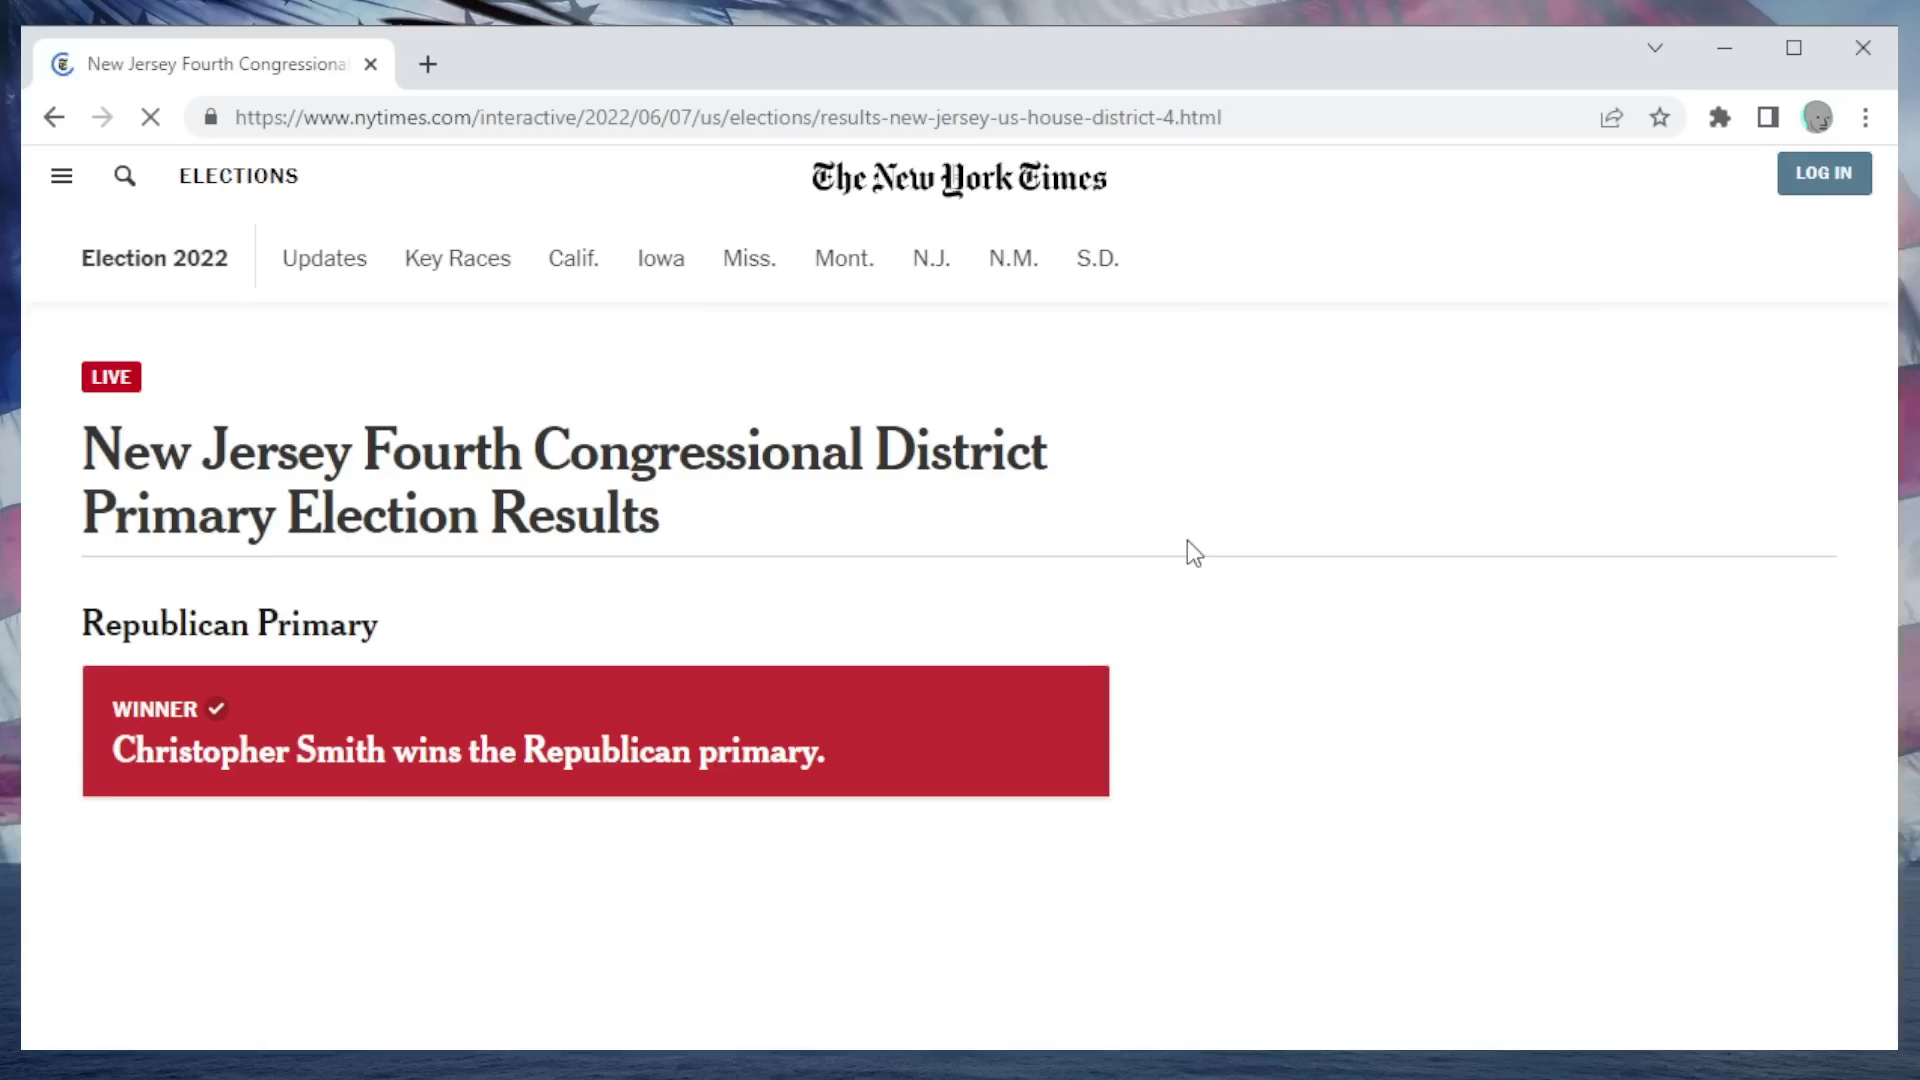 New Jersey Fourth Congressiona
https://www.nytimes.com/interactive/2022/06/07/us/elections/results-new-jersey-us-house-district-4.html
ELECTIONS
The New York Times
LOG IN
Election 2022
Updates
Key Races
Calif.
Iowa
Miss.
Mont.
N.J.
N.M.
S.D.
LIVE
New Jersey Fourth Congressional District
Primary Election Results
Republican Primary
WINNER
Christopher Smith wins the Republican primary.